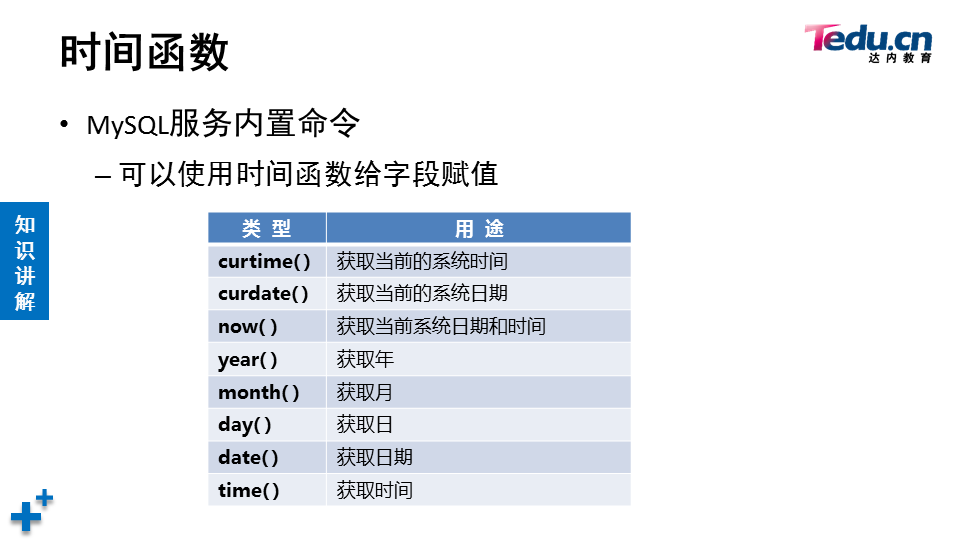 时间函数
Tedu.cn
达内教育
• MySQL服务内置命令
– 可以使用时间函数给字段赋值
知识讲解
类 型 用 途
curtime( ) 获取当前的系统时间
curdate( ) 获取当前的系统日期
now( ) 获取当前系统日期和时间
year( ) 获取年
month( ) 获取月
day( ) 获取日
date( ) 获取日期
time( ) 获取时间